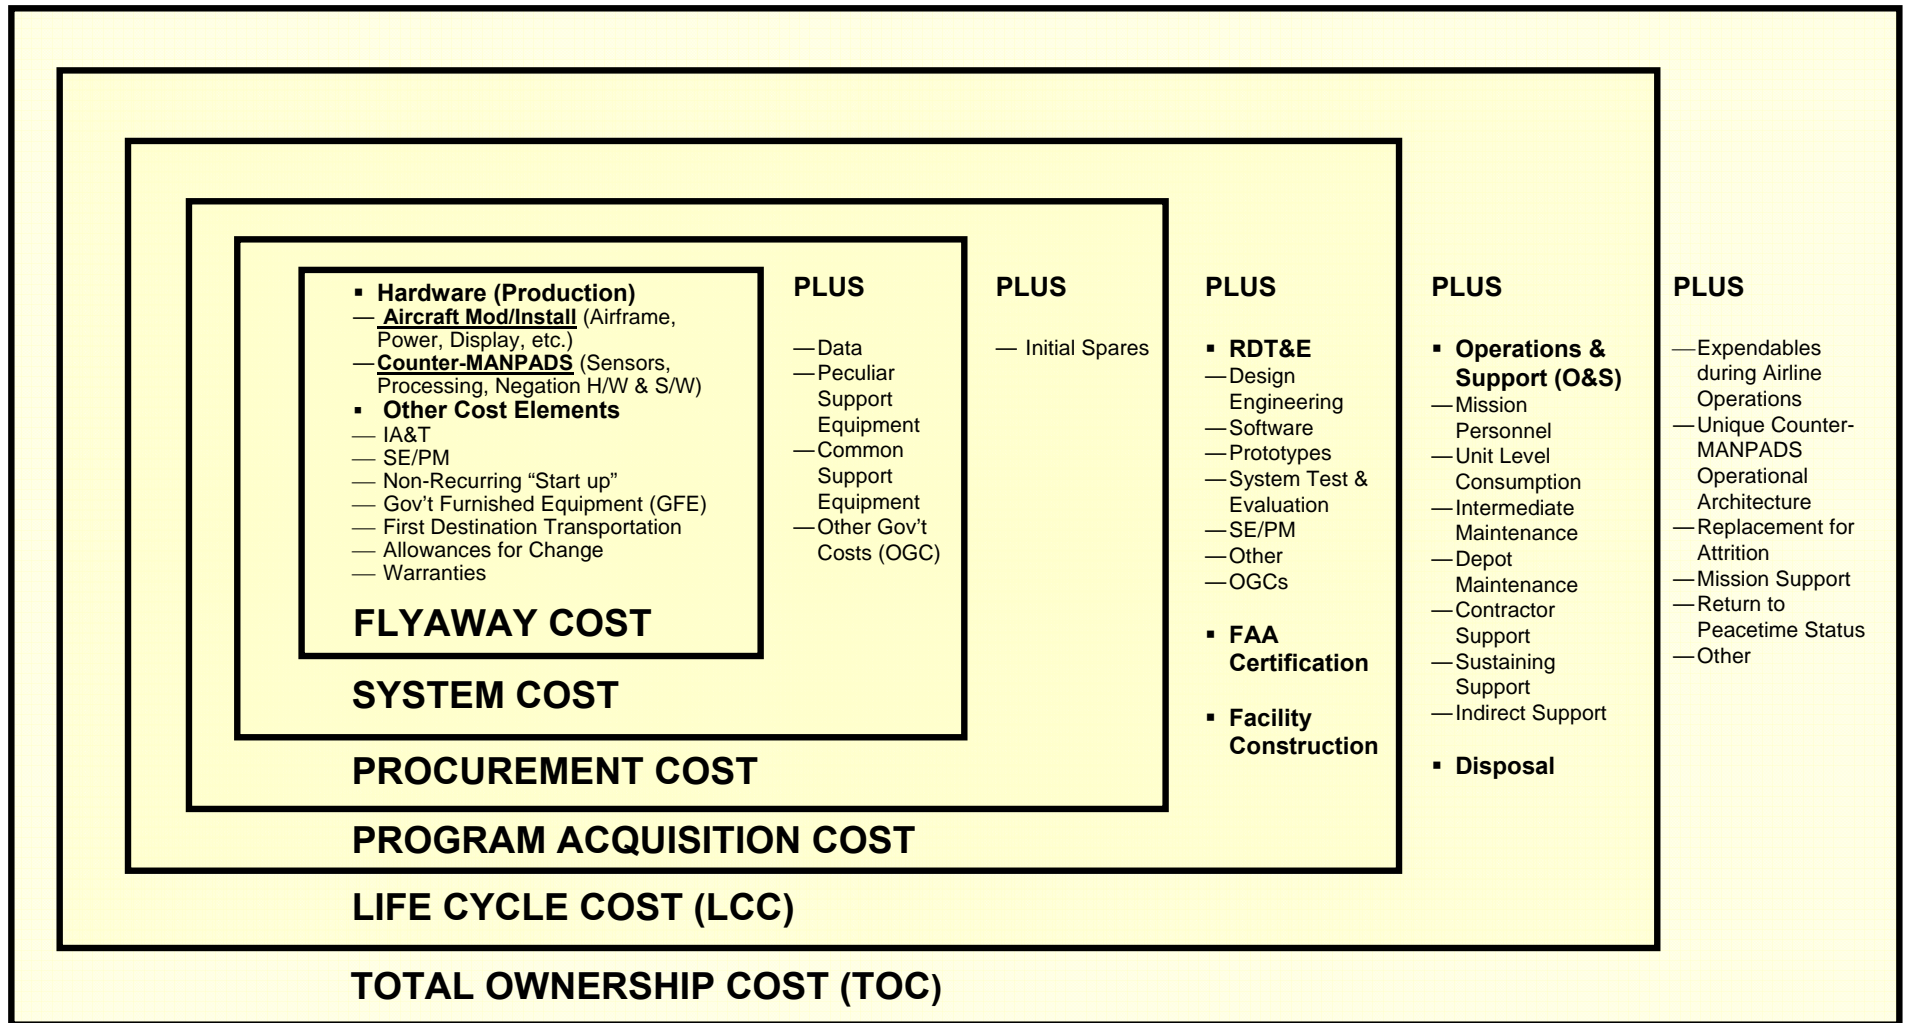 ▪ Hardware (Production)
— Aircraft Mod/Install (Airframe,
Power, Display, etc.)
—Counter-MANPADS (Sensors,
Processing, Negation H/W & S/W)
▪ Other Cost Elements
— IA&T
— SE/PM
— Non-Recurring “Start up”
— Gov’t Furnished Equipment (GFE)
— First Destination Transportation
— Allowances for Change
— Warranties
FLYAWAY COST
PLUS
—Data
—Peculiar
Support
Equipment
—Common
Support
Equipment
—Other Gov’t
Costs (OGC)
SYSTEM COST
PLUS
— Initial Spares
PROCUREMENT COST
PLUS
▪ RDT&E
—Design
Engineering
—Software
—Prototypes
—System Test &
Evaluation
—SE/PM
—Other
—OGCs
▪ FAA
Certification
▪ Facility
Construction
PROGRAM ACQUISITION COST
PLUS
▪ Operations &
Support (O&S)
—Mission
Personnel
—Unit Level
Consumption
—Intermediate
Maintenance
—Depot
Maintenance
—Contractor
Support
—Sustaining
Support
—Indirect Support
▪ Disposal
LIFE CYCLE COST (LCC)
PLUS
—Expendables
during Airline
Operations
—Unique Counter-
MANPADS
Operational
Architecture
—Replacement for
Attrition
—Mission Support
—Return to
Peacetime Status
—Other
TOTAL OWNERSHIP COST (TOC)